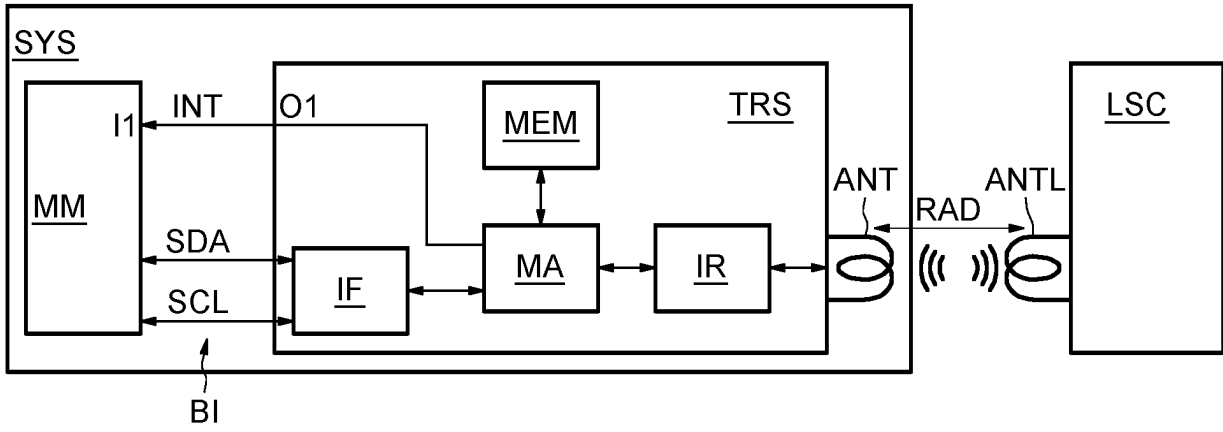 SYS
INT
O1
I1
MEM
TRS
LSC
ANT
ANTL
RAD
MM
SDA
MA
IR
IF
SCL
BI